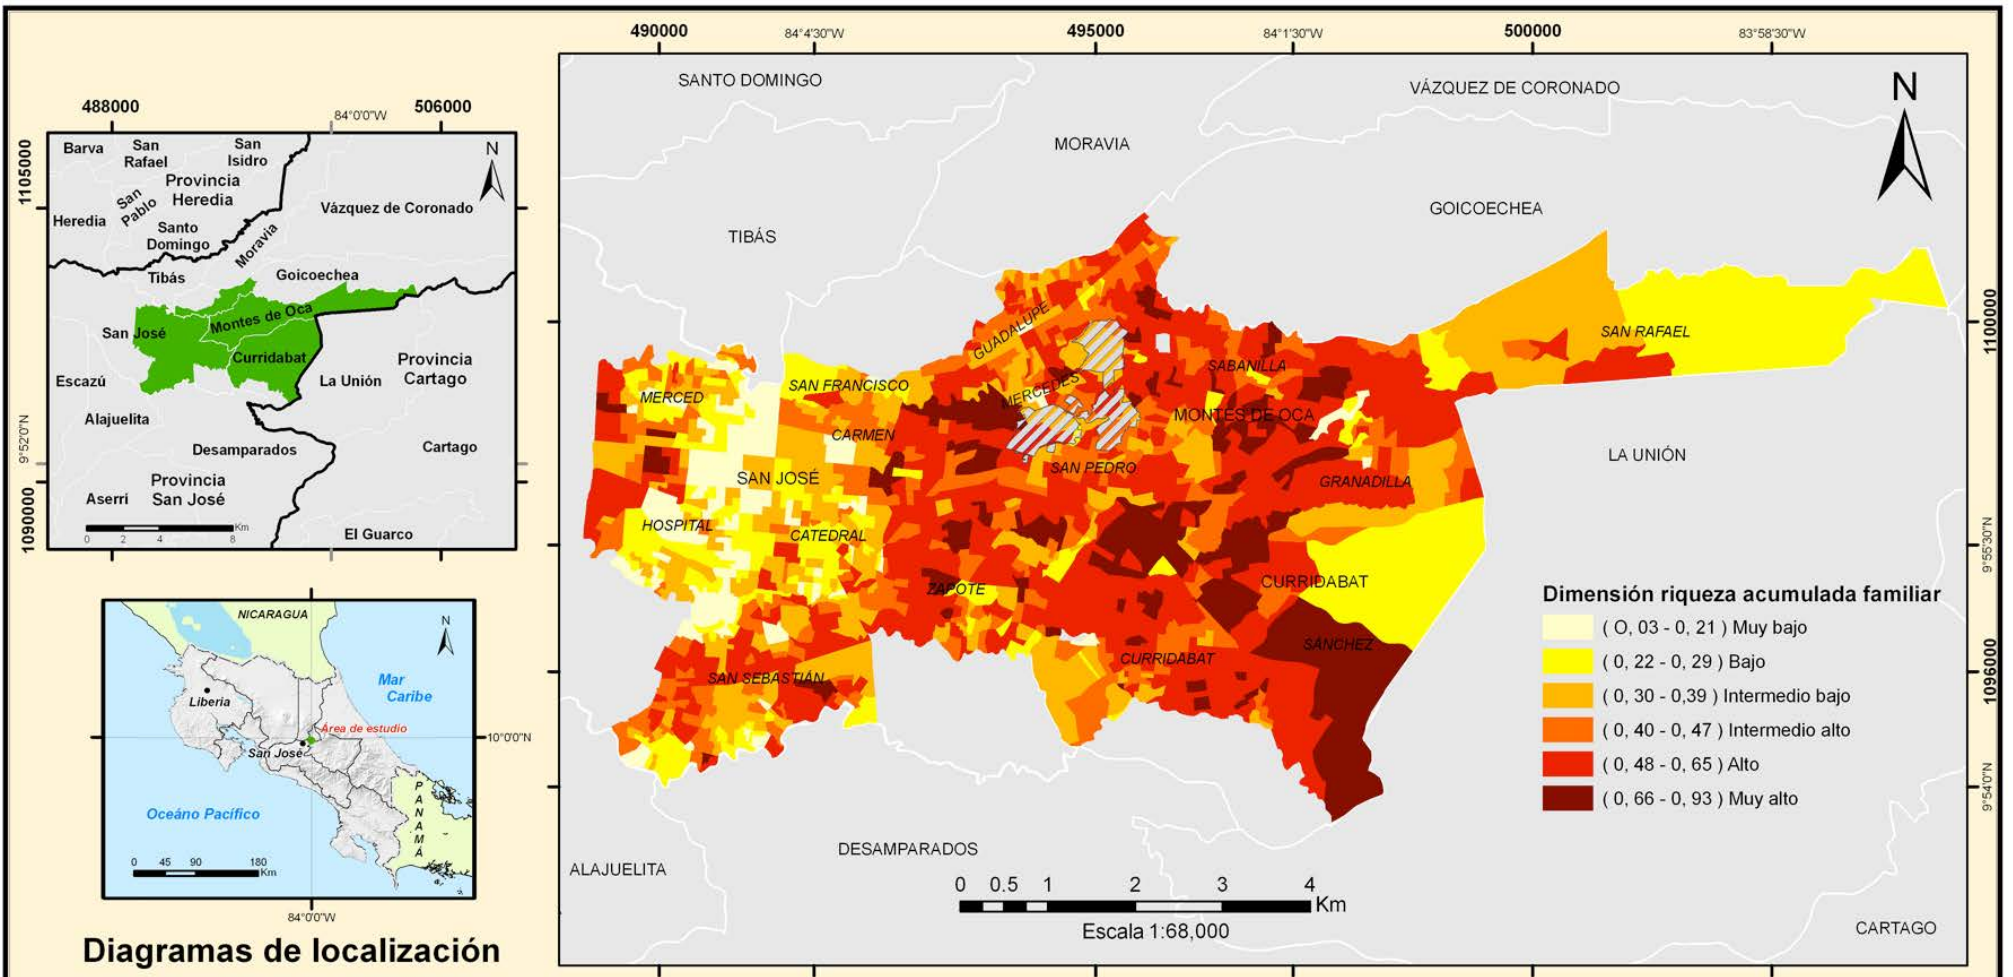 488000
84°0'0"W
506000
1105000
Barva
San
Rafael
San
Isidro
N
Provincia
Heredia
San
Pablo
Heredia
Santo
Domingo
Moravia
Vázquez de Coronado
Tibás
Goicoechea
San José
Montes de Oca
Curridabat
Provincia
Cartago
Escazú
La Unión
Alajuelita
Desamparados
Cartago
9°52'0"N
Provincia
San José
Aserrí
1090000
0 2 4 8 Km
El Guarco
NICARAGUA
N
Mar
Caribe
Liberia
Área de estudio
San José
10°0'0"N
Océano Pacífico
PANAMÁ
0 45 90 180
Km
84°0'0"W
Diagramas de localización
490000
84°4'30"W
495000
84°1'30"W
500000
83°58'30"W
SANTO DOMINGO
VÁZQUEZ DE CORONADO
N
MORAVIA
GOICOECHEA
TIBÁS
1100000
GUADALUPE
SAN RAFAEL
SABANILLA
SAN FRANCISCO
MERCED
MERCEDES
MONTES DE OCA
CARMEN
LA UNIÓN
SAN PEDRO
SAN JOSÉ
GRANADILLA
HOSPITAL
CATEDRAL
9°55'30"N
CURRIDABAT
ZAPOTE
SÁNCHEZ
CURRIDABAT
SAN SEBASTIÁN
1096000
Dimensión riqueza acumulada familiar
( O, 03 - 0, 21 ) Muy bajo
( 0, 22 - 0, 29 ) Bajo
( 0, 30 - 0,39 ) Intermedio bajo
( 0, 40 - 0, 47 ) Intermedio alto
( 0, 48 - 0, 65 ) Alto
( 0, 66 - 0, 93 ) Muy alto
9°54'0"N
DESAMPARADOS
ALAJUELITA
0 0.5 1 2 3 4
Km
Escala 1:68,000
CARTAGO